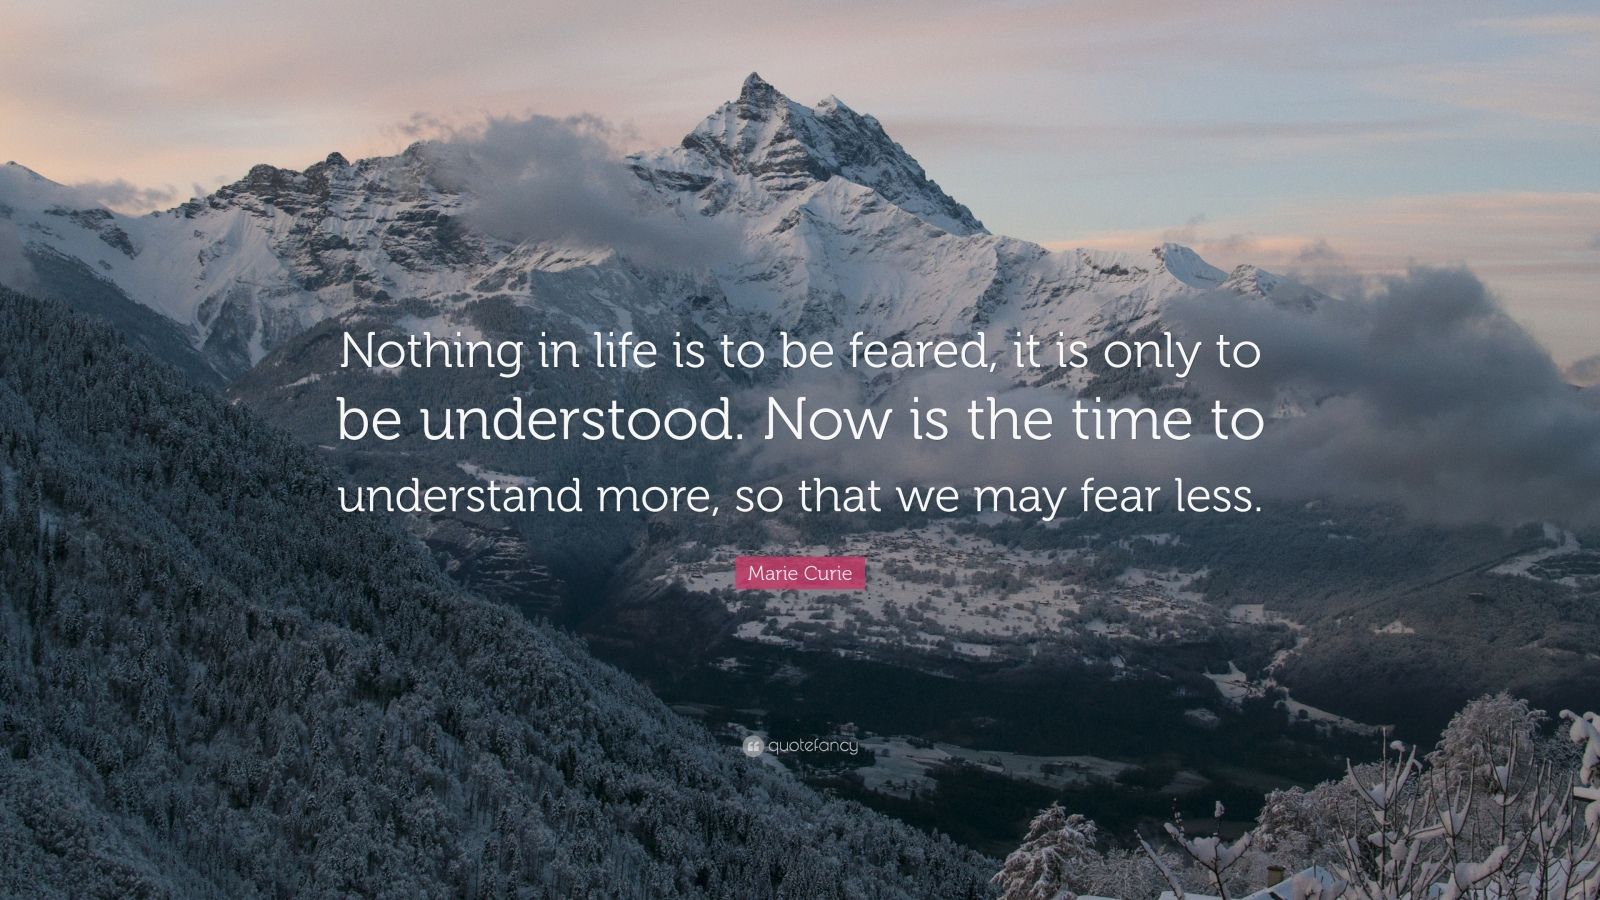 Nothing in life is to be feared, it is only to
be understood. Now is the time to
understand more, so that we may fear less.
Marie Curie
quotefancy